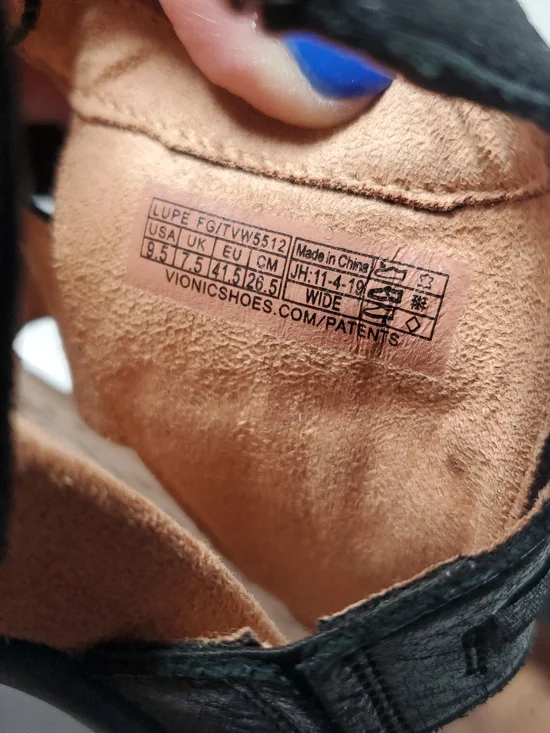 LUPE FG/TVW5512
USA UK EU CM
9.5 7.5 41.5 26.5
Made in China
JH:11-4-19
WIDE
VIONICSHOES.COM/PATENTS